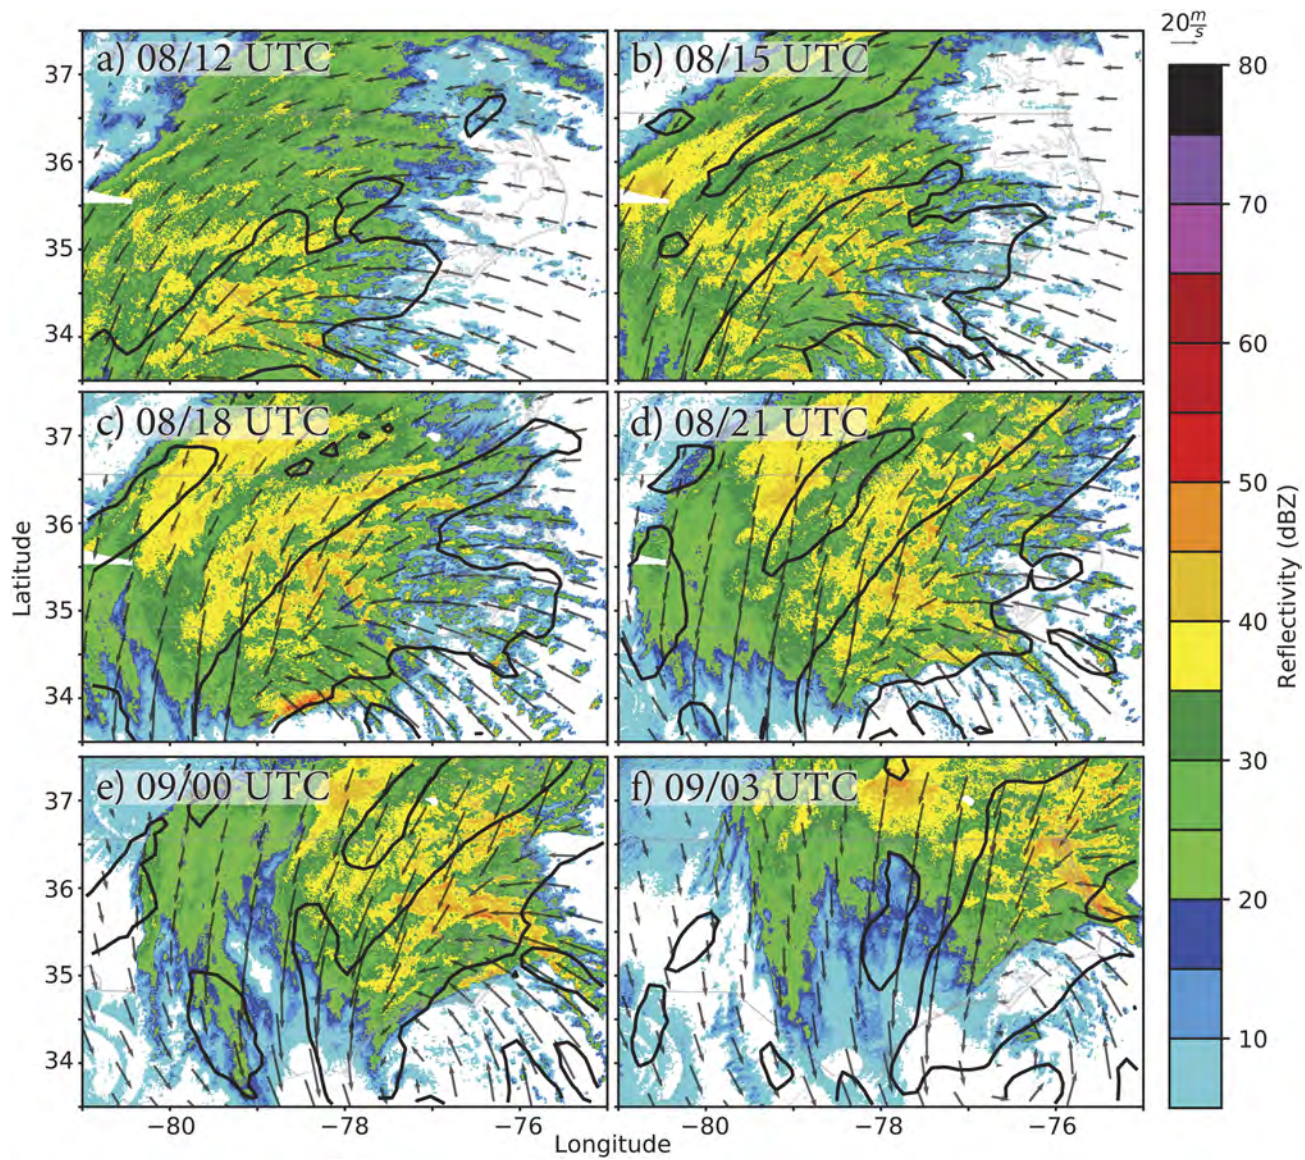 20 m/s
a) 08/12 UTC
b) 08/15 UTC
37
36
35
34
c) 08/18 UTC
d) 08/21 UTC
37
36
35
34
e) 09/00 UTC
f) 09/03 UTC
37
36
35
34
Latitude
−80
−78
−76
−80
−78
−76
Longitude
80
70
60
50
40
30
20
10
Reflectivity (dBZ)